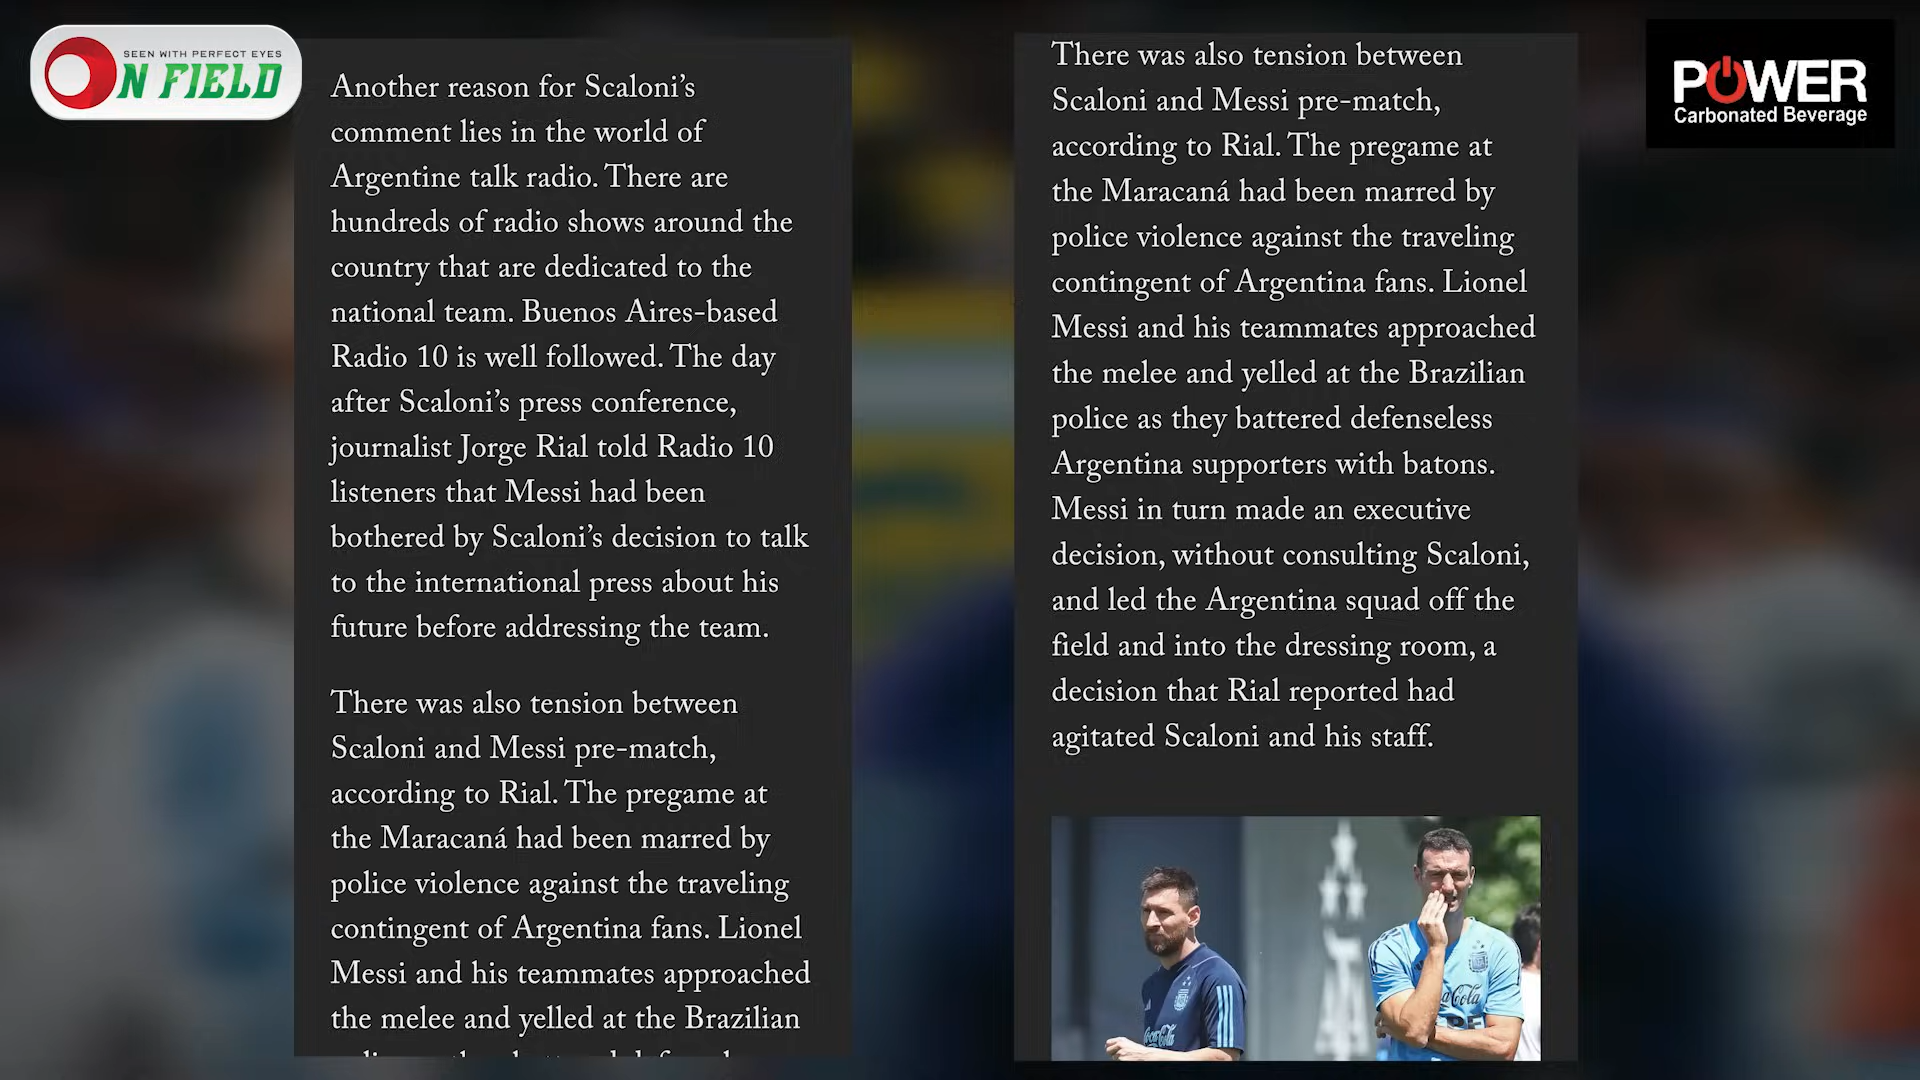 SEEN WITH PERFECT EYES
ON FIELD
Another reason for Scaloni’s
comment lies in the world of
Argentine talk radio. There are
hundreds of radio shows around the
country that are dedicated to the
national team. Buenos Aires-based
Radio 10 is well followed. The day
after Scaloni’s press conference,
journalist Jorge Rial told Radio 10
listeners that Messi had been
bothered by Scaloni’s decision to talk
to the international press about his
future before addressing the team.
There was also tension between
Scaloni and Messi pre-match,
according to Rial. The pregame at
the Maracaná had been marred by
police violence against the traveling
contingent of Argentina fans. Lionel
Messi and his teammates approached
the melee and yelled at the Brazilian
There was also tension between
Scaloni and Messi pre-match,
according to Rial. The pregame at
the Maracaná had been marred by
police violence against the traveling
contingent of Argentina fans. Lionel
Messi and his teammates approached
the melee and yelled at the Brazilian
police as they battered defenseless
Argentina supporters with batons.
Messi in turn made an executive
decision, without consulting Scaloni,
and led the Argentina squad off the
field and into the dressing room, a
decision that Rial reported had
agitated Scaloni and his staff.
POWER
Carbonated Beverage